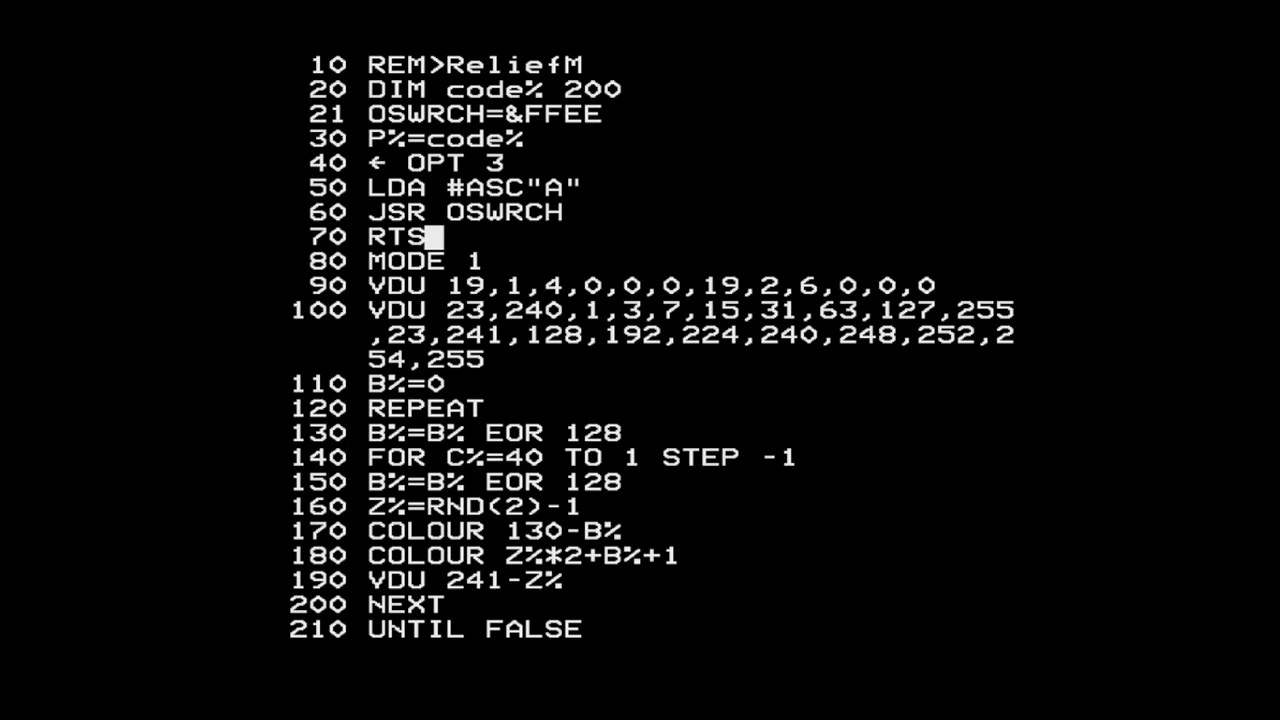 10 REM>ReliefM
20 DIM code% 200
21 OSWRCH=&FFEE
30 P%=code%
40 ← OPT 3
50 LDA #ASC"A"
60 JSR OSWRCH
70 RTS
80 MODE 1
90 VDU 19,1,4,0,0,0,19,2,6,0,0,0
100 VDU 23,240,1,3,7,15,31,63,127,255
,23,241,128,192,224,240,248,252,2
54,255
110 B%=0
120 REPEAT
130 B%=B% EOR 128
140 FOR C%=40 TO 1 STEP -1
150 B%=B% EOR 128
160 Z%=RND(2)-1
170 COLOUR 130-B%
180 COLOUR Z%*2+B%+1
190 VDU 241-Z%
200 NEXT
210 UNTIL FALSE